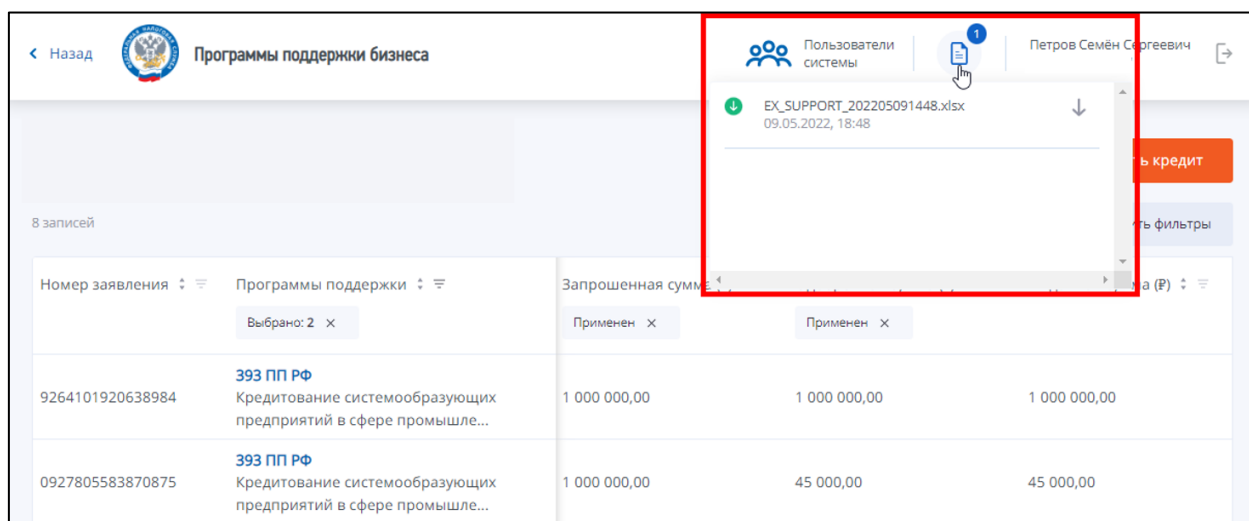 Назад
Программы поддержки бизнеса
Пользователи
системы
1
Петров Семён Сергеевич
EX_SUPPORT_202205091448.xlsx
09.05.2022, 18:48
кредит
8 записей
фильтры
Номер заявления
Программы поддержки
Запрошенная сумма
(₽)
Выбрано: 2 ×
Применен ×
Применен ×
9264101920638984
393 ПП РФ
Кредитование системообразующих
предприятий в сфере промышле...
1 000 000,00
1 000 000,00
1 000 000,00
0927805583870875
393 ПП РФ
Кредитование системообразующих
предприятий в сфере промышле...
1 000 000,00
45 000,00
45 000,00